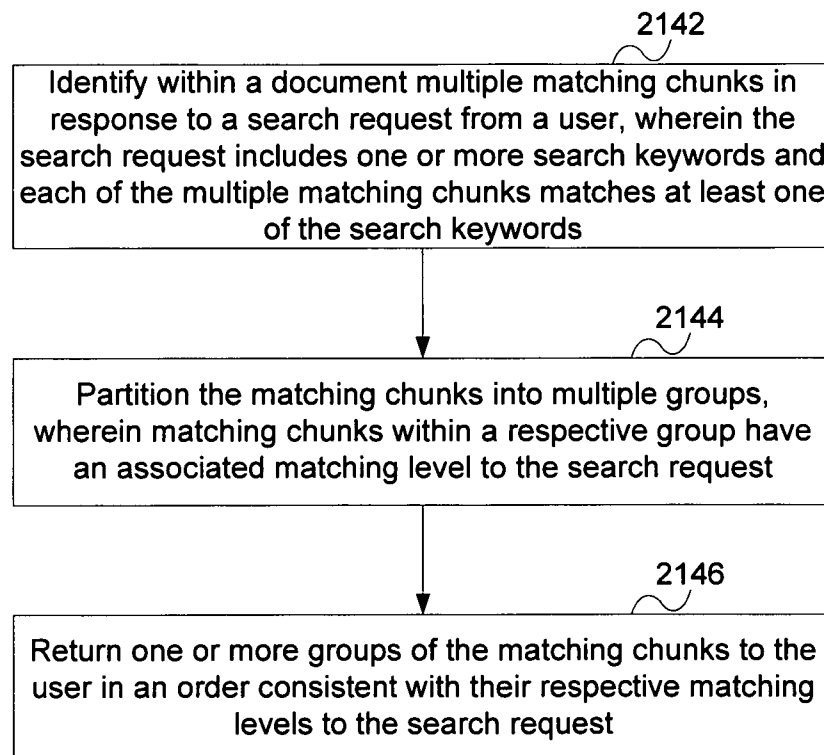 2142
Identify within a document multiple matching chunks in
response to a search request from a user, wherein the
search request includes one or more search keywords and
each of the multiple matching chunks matches at least one
of the search keywords
2144
Partition the matching chunks into multiple groups,
wherein matching chunks within a respective group have
an associated matching level to the search request
2146
Return one or more groups of the matching chunks to the
user in an order consistent with their respective matching
levels to the search request